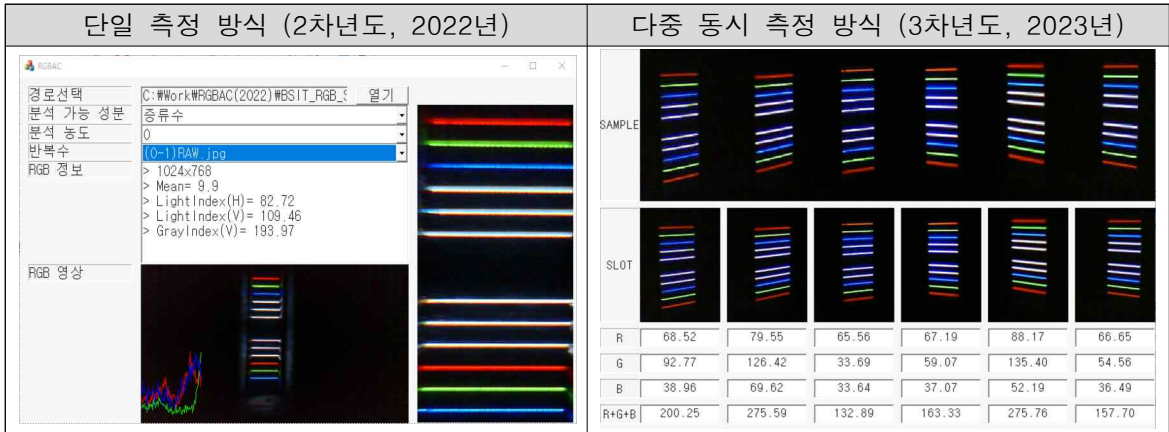 단일 측정 방식 (2차년도, 2022년)
다중 동시 측정 방식 (3차년도, 2023년)
RGBAC
경로선택
C:₩Work₩RGBAC(2022)₩BSIT_RGB_S
열기
분석 가능 성분
증류수
분석 농도
0
반복수
(0-1)RAW.jpg
RGB 정보
> 1024x768
> Mean= 9.9
> LightIndex(H)= 82.72
> LightIndex(V)= 109.46
> GrayIndex(V)= 193.97
RGB 영상
SAMPLE
SLOT
R 68.52 79.55 65.56 67.19 88.17 66.65
G 92.77 126.42 33.69 59.07 135.40 54.56
B 38.96 69.62 33.64 37.07 52.19 36.49
R+G+B 200.25 275.59 132.89 163.33 275.76 157.70